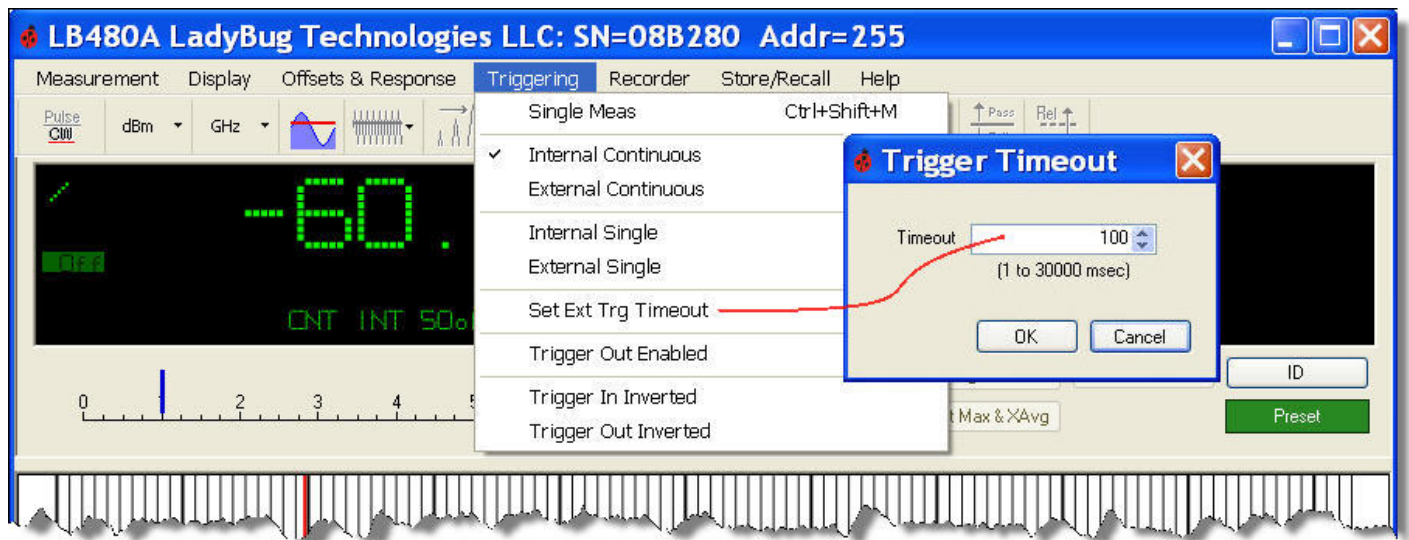 LB480A LadyBug Technologies LLC: SN=08B280 Addr=255
Measurement Display Offsets & Response Triggering Recorder Store/Recall Help
Pulse
CW
dBm
GHz
Pass
Rel
Single Meas Ctrl+Shift+M
Internal Continuous
External Continuous
Internal Single
External Single
Set Ext Trg Timeout
Trigger Out Enabled
Trigger In Inverted
Trigger Out Inverted
Trigger Timeout
Timeout 100
(1 to 30000 msec)
OK Cancel
-60.
Off
CNT INT
0 2 3 4
ID
Max & XAvg
Preset